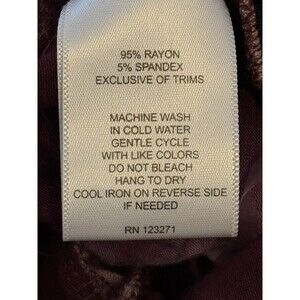 95% RAYON
5% SPANDEX
EXCLUSIVE OF TRIMS
MACHINE WASH
IN COLD WATER
GENTLE CYCLE
WITH LIKE COLORS
DO NOT BLEACH
HANG TO DRY
COOL IRON ON REVERSE SIDE
IF NEEDED
RN 123271